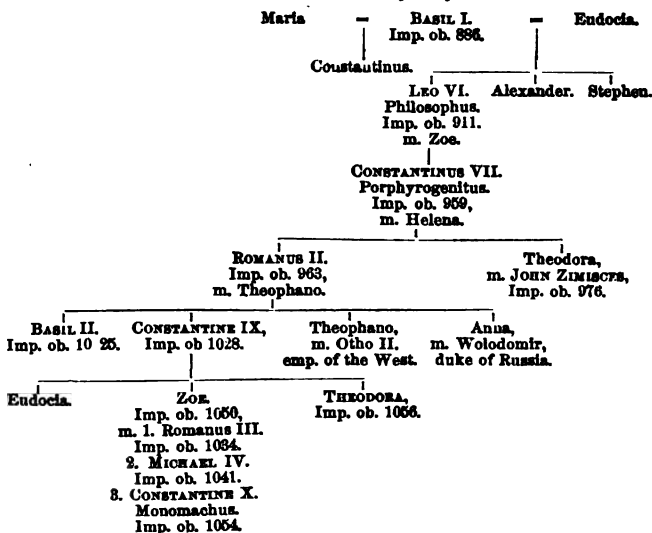 Maria — BASIL I. — Eudocia.
Imp. ob. 886.
Constantinus.
LEO VI. Alexander. Stephen.
Philosophus.
Imp. ob. 911.
m. Zoe.
CONSTANTINUS VII.
Porphyrogenitus.
Imp. ob. 959,
m. Helena.
ROMANUS II. Theodora,
Imp. ob. 963, m. JOHN ZIMISCES,
m. Theophano. Imp. ob. 976.
BASIL II. CONSTANTINE IX, Theophano, Anna,
Imp. ob. 10 25. Imp. ob 1028. m. Otho II. m. Wolodomir,
emp. of the West. duke of Russia.
Eudocia. ZOE. THEODORA,
Imp. ob. 1050, Imp. ob. 1056.
m. 1. Romanus III.
Imp. ob. 1034.
2. MICHAEL IV.
Imp. ob. 1041.
3. CONSTANTINE X.
Monomachus.
Imp. ob. 1054.